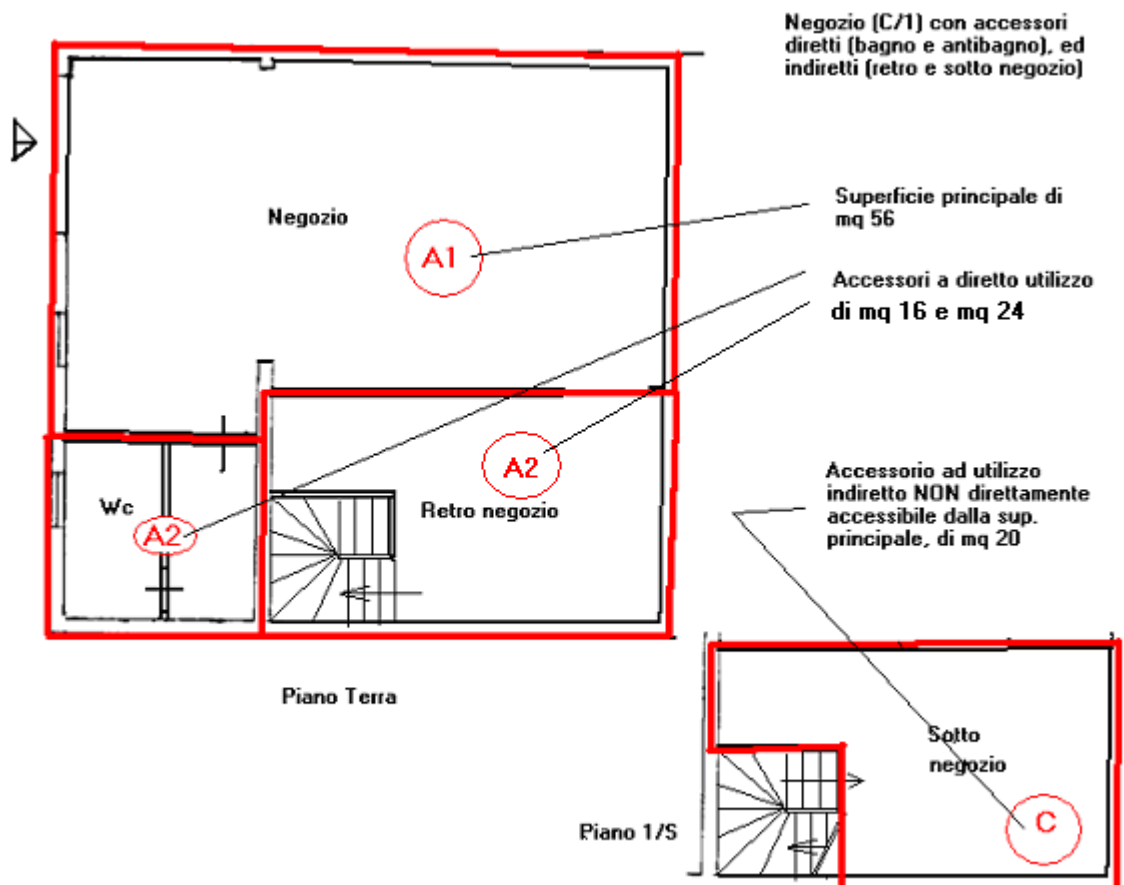 Negozio (C/1) con accessori
diretti (bagno e antibagno), ed
indiretti (retro e sotto negozio)
Superficie principale di
mq 56
Negozio
A1
Accessori a diretto utilizzo
di mq 16 e mq 24
A2
Retro negozio
Wc
A2
Accessorio ad utilizzo
indiretto NON direttamente
accessibile dalla sup.
principale, di mq 20
Piano Terra
Sotto
negozio
C
Piano 1/S